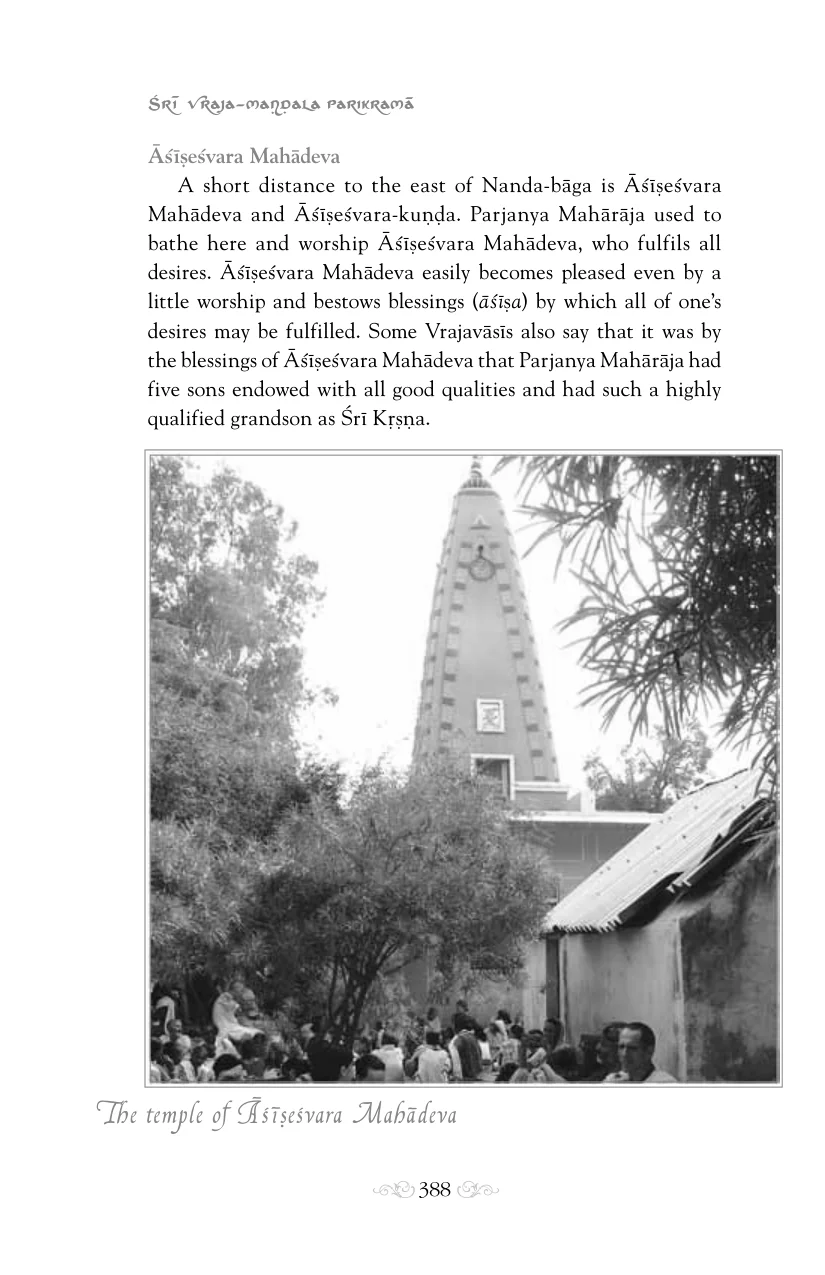 Śrī Vraja-maṇḍala Parikramā
Āśīṣeśvara Mahādeva
A short distance to the east of Nanda-bāga is Āśīṣeśvara
Mahādeva and Āśīṣeśvara-kuṇḍa. Parjanya Mahārāja used to
bathe here and worship Āśīṣeśvara Mahādeva, who fulfils all
desires. Āśīṣeśvara Mahādeva easily becomes pleased even by a
little worship and bestows blessings (āśīṣa) by which all of one’s
desires may be fulfilled. Some Vrajavāsīs also say that it was by
the blessings of Āśīṣeśvara Mahādeva that Parjanya Mahārāja had
five sons endowed with all good qualities and had such a highly
qualified grandson as Śrī Kṛṣṇa.
The temple of Āśīṣeśvara Mahādeva
388